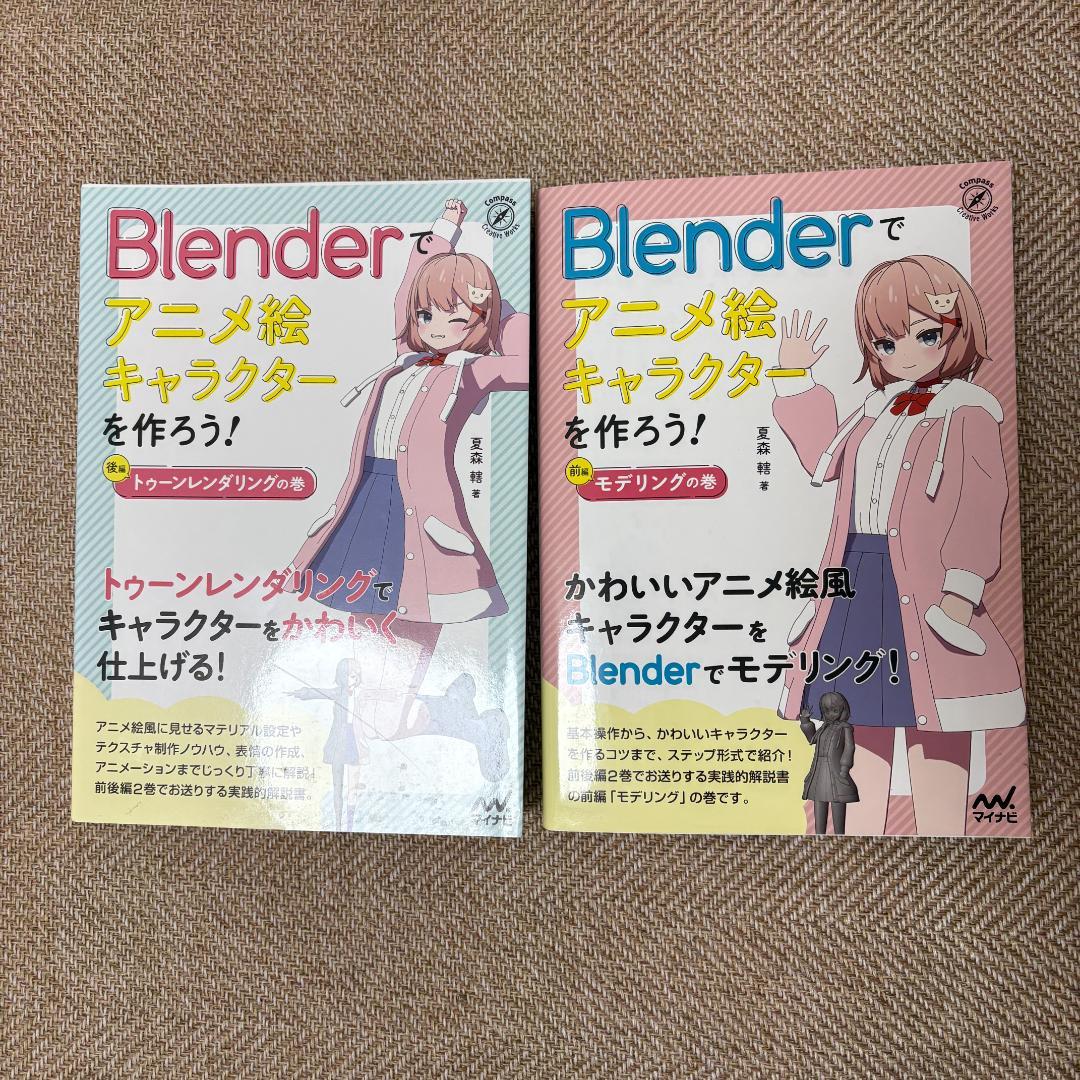 Blenderで
アニメ絵
キャラクター
を作ろう!
後編
トゥーンレンダリングの巻
夏森 轄 著
Compass
Creative Works
トゥーンレンダリングで
キャラクターをかわいく
仕上げる!
アニメ絵風に見せるマテリアル設定や
テクスチャ制作ノウハウ、表情の作成、
アニメーションまでじっくり丁寧に解説!
前後編2巻でお送りする実践的解説書。
マイナビ
Blenderで
アニメ絵
キャラクター
を作ろう!
前編
モデリングの巻
夏森 轄 著
Compass
Creative Works
かわいいアニメ絵風
キャラクターを
Blenderでモデリング!
基本操作から、かわいいキャラクター
を作るコツまで、ステップ形式で紹介!
前後編2巻でお送りする実践的解説書
の前編「モデリング」の巻です。
マイナビ